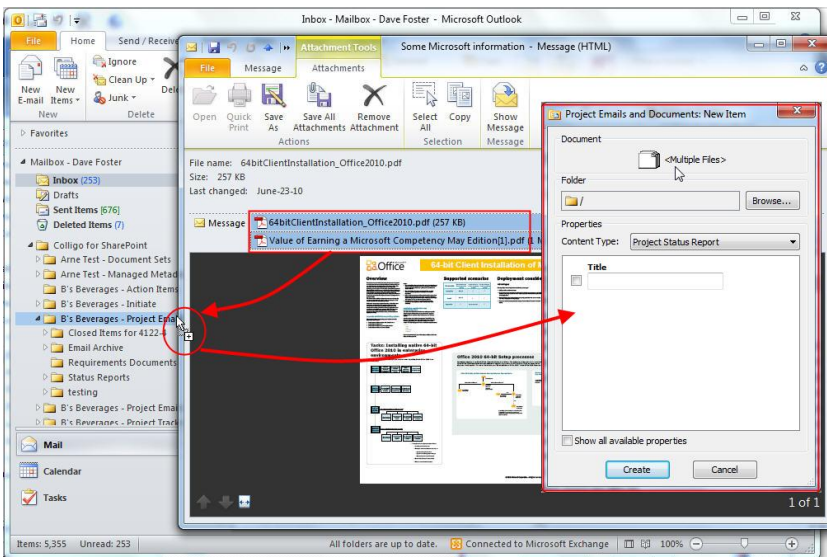 Inbox - Mailbox - Dave Foster - Microsoft Outlook
File Home Send / Receive
Ignore
Clean Up
Junk
New E-mail
New Items
New
Delete
Favorites
Mailbox - Dave Foster
Inbox (253)
Drafts
Sent Items [676]
Deleted Items (7)
Colligo for SharePoint
Arne Test - Document Sets
Arne Test - Managed Metad
B's Beverages - Action Items
B's Beverages - Initiate
B's Beverages - Project Emai
Closed Items for 4122-4
Email Archive
Requirements Documents
Status Reports
testing
B's Beverages - Project Emai
B's Beverages - Project Track
Mail
Calendar
Tasks
Items: 5,355 Unread: 253
All folders are up to date. Connected to Microsoft Exchange 100%
Attachment Tools
Some Microsoft information - Message (HTML)
File Message Attachments
Open
Quick Print
Save As
Save All Attachments
Remove Attachment
Select All
Copy
Show Message
Actions Selection Message
File name: 64bitClientInstallation_Office2010.pdf
Size: 257 KB
Last changed: June-23-10
Message 64bitClientInstallation_Office2010.pdf (257 KB)
Value of Earning a Microsoft Competency May Edition[1].pdf (1 M
Office 64-bit Client Installation of
Overview Supported scenarios
Office 2010 64-bit Setup processes
1 of 1
Project Emails and Documents: New Item
Document
<Multiple Files>
Folder
/
Browse...
Properties
Content Type: Project Status Report
Title
Show all available properties
Create Cancel